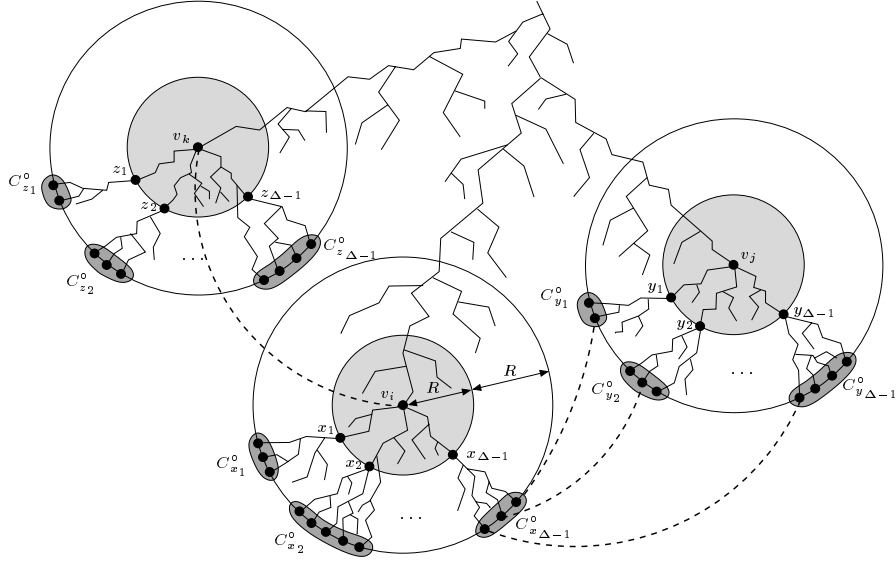 v_k
z_1
C°_{z_1}
z_2
z_{Δ−1}
C°_{z_2}
. . .
C°_{z_{Δ−1}}
v_j
y_1
C°_{y_1}
y_2
y_{Δ−1}
R
R
C°_{y_2}
. . .
C°_{y_{Δ−1}}
v_i
x_1
x_2
x_{Δ−1}
C°_{x_1}
C°_{x_2}
. . .
C°_{x_{Δ−1}}